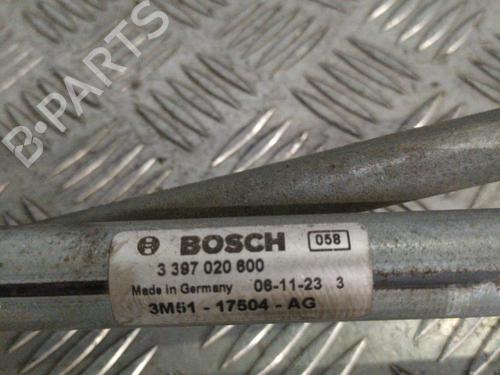 B-PARTS
BOSCH 058
3 397 020 600
Made in Germany 06-11-23 3
3M51 - 17504 - AG